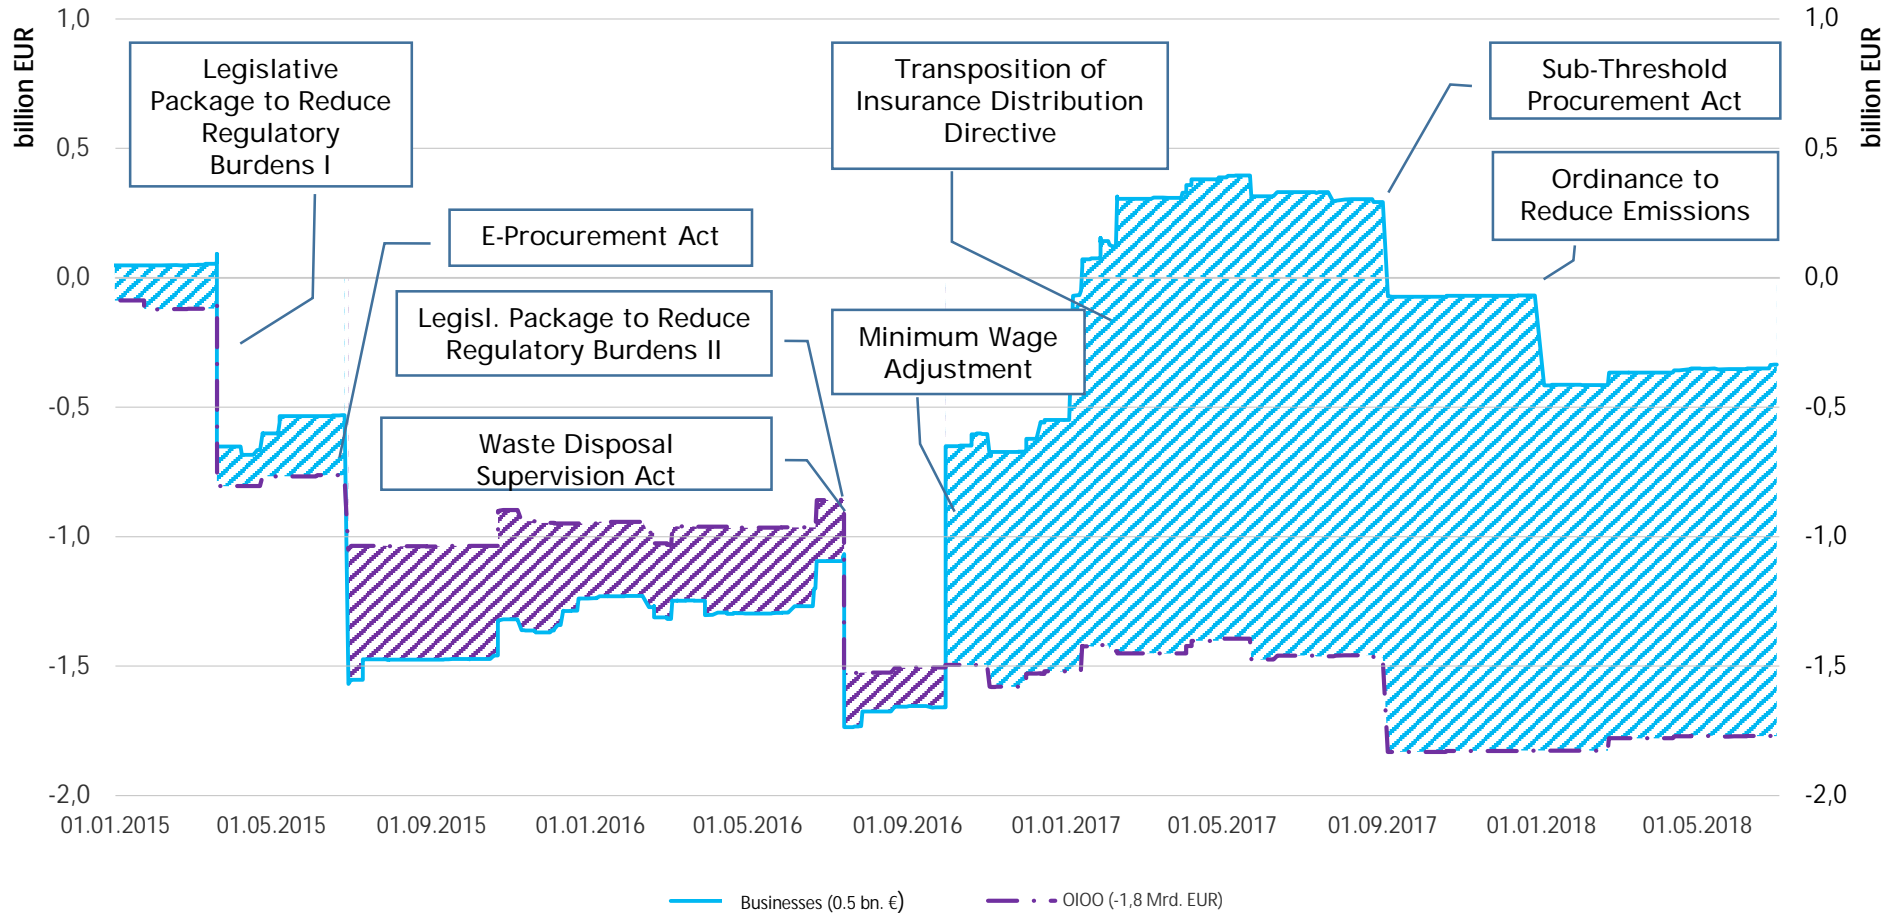 billion EUR
billion EUR
1,0
0,5
0,0
-0,5
-1,0
-1,5
-2,0
1,0
0,5
0,0
-0,5
-1,0
-1,5
-2,0
Legislative
Package to Reduce
Regulatory
Burdens I
E-Procurement Act
Legisl. Package to Reduce
Regulatory Burdens II
Waste Disposal
Supervision Act
Transposition of
Insurance Distribution
Directive
Minimum Wage
Adjustment
Sub-Threshold
Procurement Act
Ordinance to
Reduce Emissions
01.01.2015
01.05.2015
01.09.2015
01.01.2016
01.05.2016
01.09.2016
01.01.2017
01.05.2017
01.09.2017
01.01.2018
01.05.2018
Businesses (0.5 bn. €)
OIOO (-1,8 Mrd. EUR)